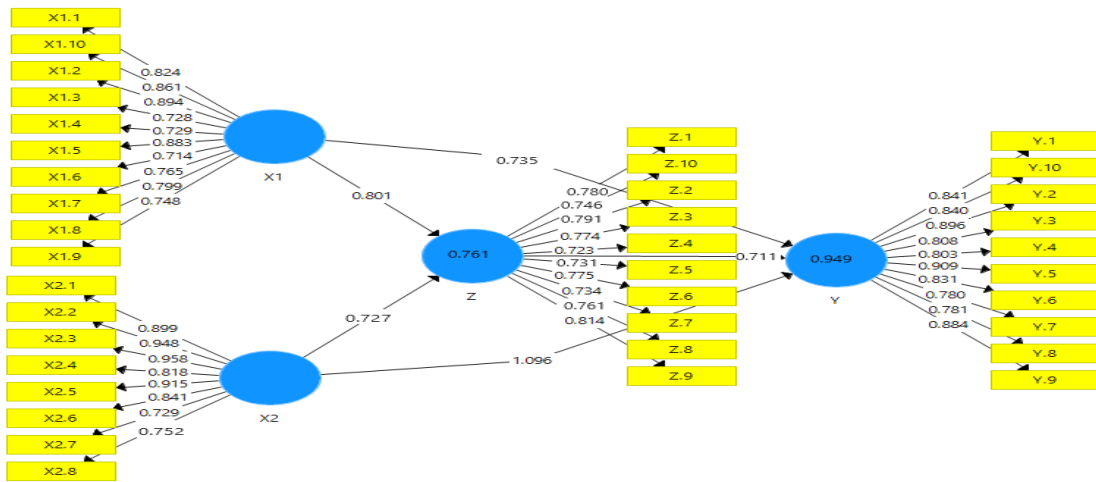 X1.1
X1.10
X1.2
X1.3
X1.4
X1.5
X1.6
X1.7
X1.8
X1.9
0.824
0.861
0.894
0.728
0.729
0.883
0.714
0.765
0.799
0.748
X1
0.735
0.801
X2.1
X2.2
X2.3
X2.4
X2.5
X2.6
X2.7
X2.8
0.899
0.948
0.958
0.818
0.915
0.841
0.729
0.752
X2
0.727
1.096
0.761
Z
0.780
0.746
0.791
0.774
0.723
0.731
0.775
0.734
0.761
0.814
Z.1
Z.10
Z.2
Z.3
Z.4
Z.5
Z.6
Z.7
Z.8
Z.9
0.711
0.949
Y
0.841
0.840
0.896
0.808
0.803
0.909
0.831
0.780
0.781
0.884
Y.1
Y.10
Y.2
Y.3
Y.4
Y.5
Y.6
Y.7
Y.8
Y.9